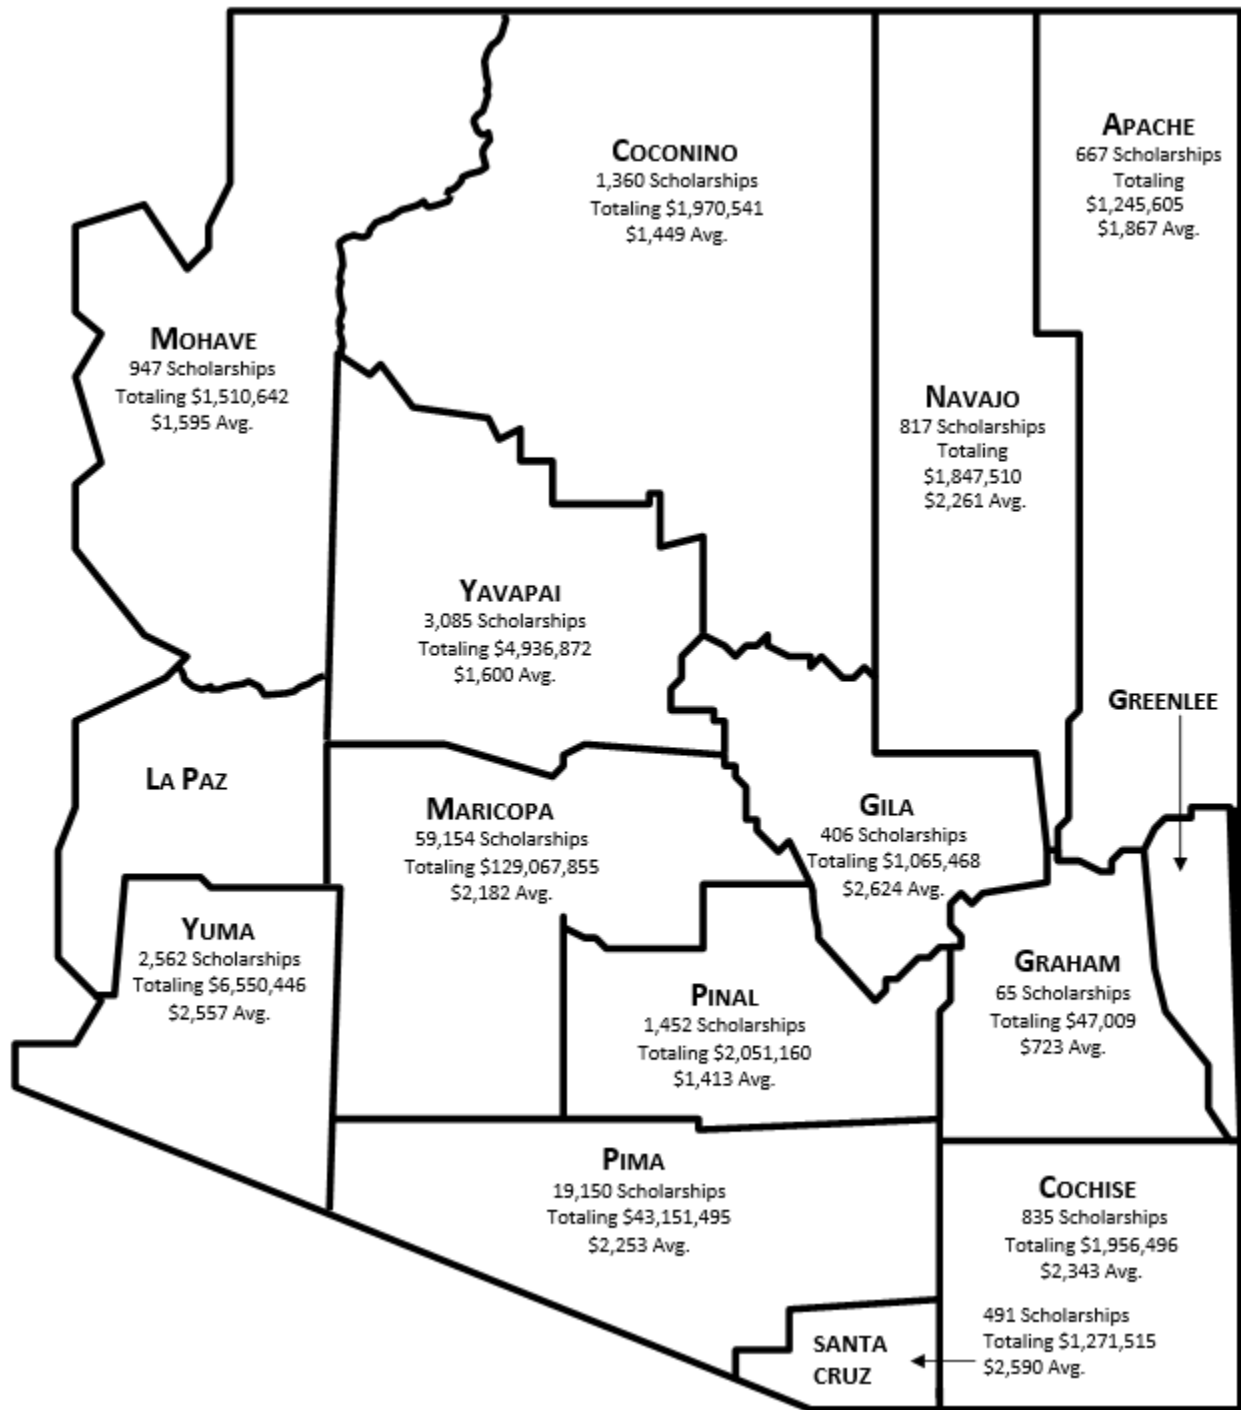 COCONINO
1,360 Scholarships
Totaling $1,970,541
$1,449 Avg.
APACHE
667 Scholarships
Totaling
$1,245,605
$1,867 Avg.
MOHAVE
947 Scholarships
Totaling $1,510,642
$1,595 Avg.
NAVAJO
817 Scholarships
Totaling
$1,847,510
$2,261 Avg.
YAVAPAI
3,085 Scholarships
Totaling $4,936,872
$1,600 Avg.
GREENLEE
LA PAZ
MARICOPA
59,154 Scholarships
Totaling $129,067,855
$2,182 Avg.
GILA
406 Scholarships
Totaling $1,065,468
$2,624 Avg.
YUMA
2,562 Scholarships
Totaling $6,550,446
$2,557 Avg.
PINAL
1,452 Scholarships
Totaling $2,051,160
$1,413 Avg.
GRAHAM
65 Scholarships
Totaling $47,009
$723 Avg.
PIMA
19,150 Scholarships
Totaling $43,151,495
$2,253 Avg.
COCHISE
835 Scholarships
Totaling $1,956,496
$2,343 Avg.
SANTA
CRUZ
491 Scholarships
Totaling $1,271,515
$2,590 Avg.